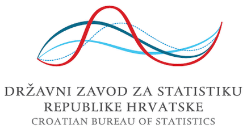 DRŽAVNI ZAVOD ZA STATISTIKU
REPUBLIKE HRVATSKE
CROATIAN BUREAU OF STATISTICS